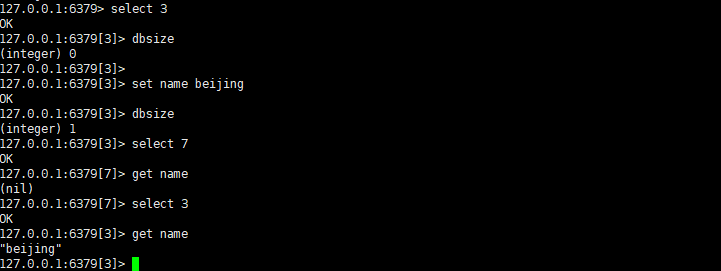 127.0.0.1:6379> select 3
OK
127.0.0.1:6379[3]> dbsize
(integer) 0
127.0.0.1:6379[3]>
127.0.0.1:6379[3]> set name beijing
OK
127.0.0.1:6379[3]> dbsize
(integer) 1
127.0.0.1:6379[3]> select 7
OK
127.0.0.1:6379[7]> get name
(nil)
127.0.0.1:6379[7]> select 3
OK
127.0.0.1:6379[3]> get name
"beijing"
127.0.0.1:6379[3]>